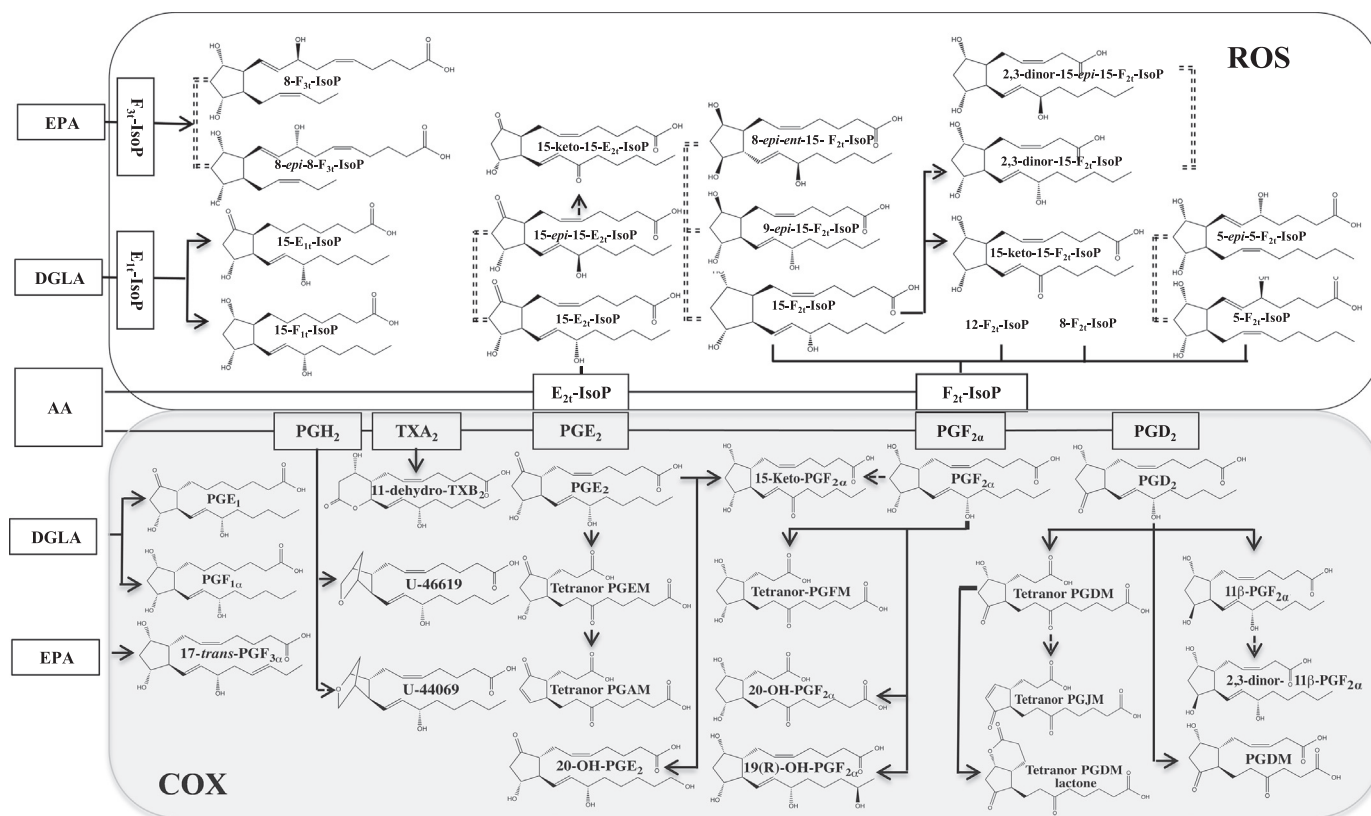 ROS
EPA
F3t-IsoP
8-F3t-IsoP
8-epi-8-F3t-IsoP
DGLA
E1t-IsoP
15-E1t-IsoP
15-F1t-IsoP
15-keto-15-E2t-IsoP
15-epi-15-E2t-IsoP
15-E2t-IsoP
8-epi-ent-15- F2t-IsoP
9-epi-15-F2t-IsoP
15-F2t-IsoP
2,3-dinor-15-epi-15-F2t-IsoP
2,3-dinor-15-F2t-IsoP
15-keto-15-F2t-IsoP
12-F2t-IsoP
8-F2t-IsoP
5-epi-5-F2t-IsoP
5-F2t-IsoP
AA
E2t-IsoP
F2t-IsoP
PGH2
TXA2
PGE2
PGF2α
PGD2
DGLA
PGE1
PGF1α
EPA
17-trans-PGF3α
11-dehydro-TXB2
U-46619
U-44069
PGE2
Tetranor PGEM
Tetranor PGAM
20-OH-PGE2
15-Keto-PGF2α
PGF2α
Tetranor-PGFM
20-OH-PGF2α
19(R)-OH-PGF2α
PGD2
Tetranor PGDM
Tetranor PGJM
Tetranor PGDM
lactone
11β-PGF2α
2,3-dinor- 11β-PGF2α
PGDM
COX